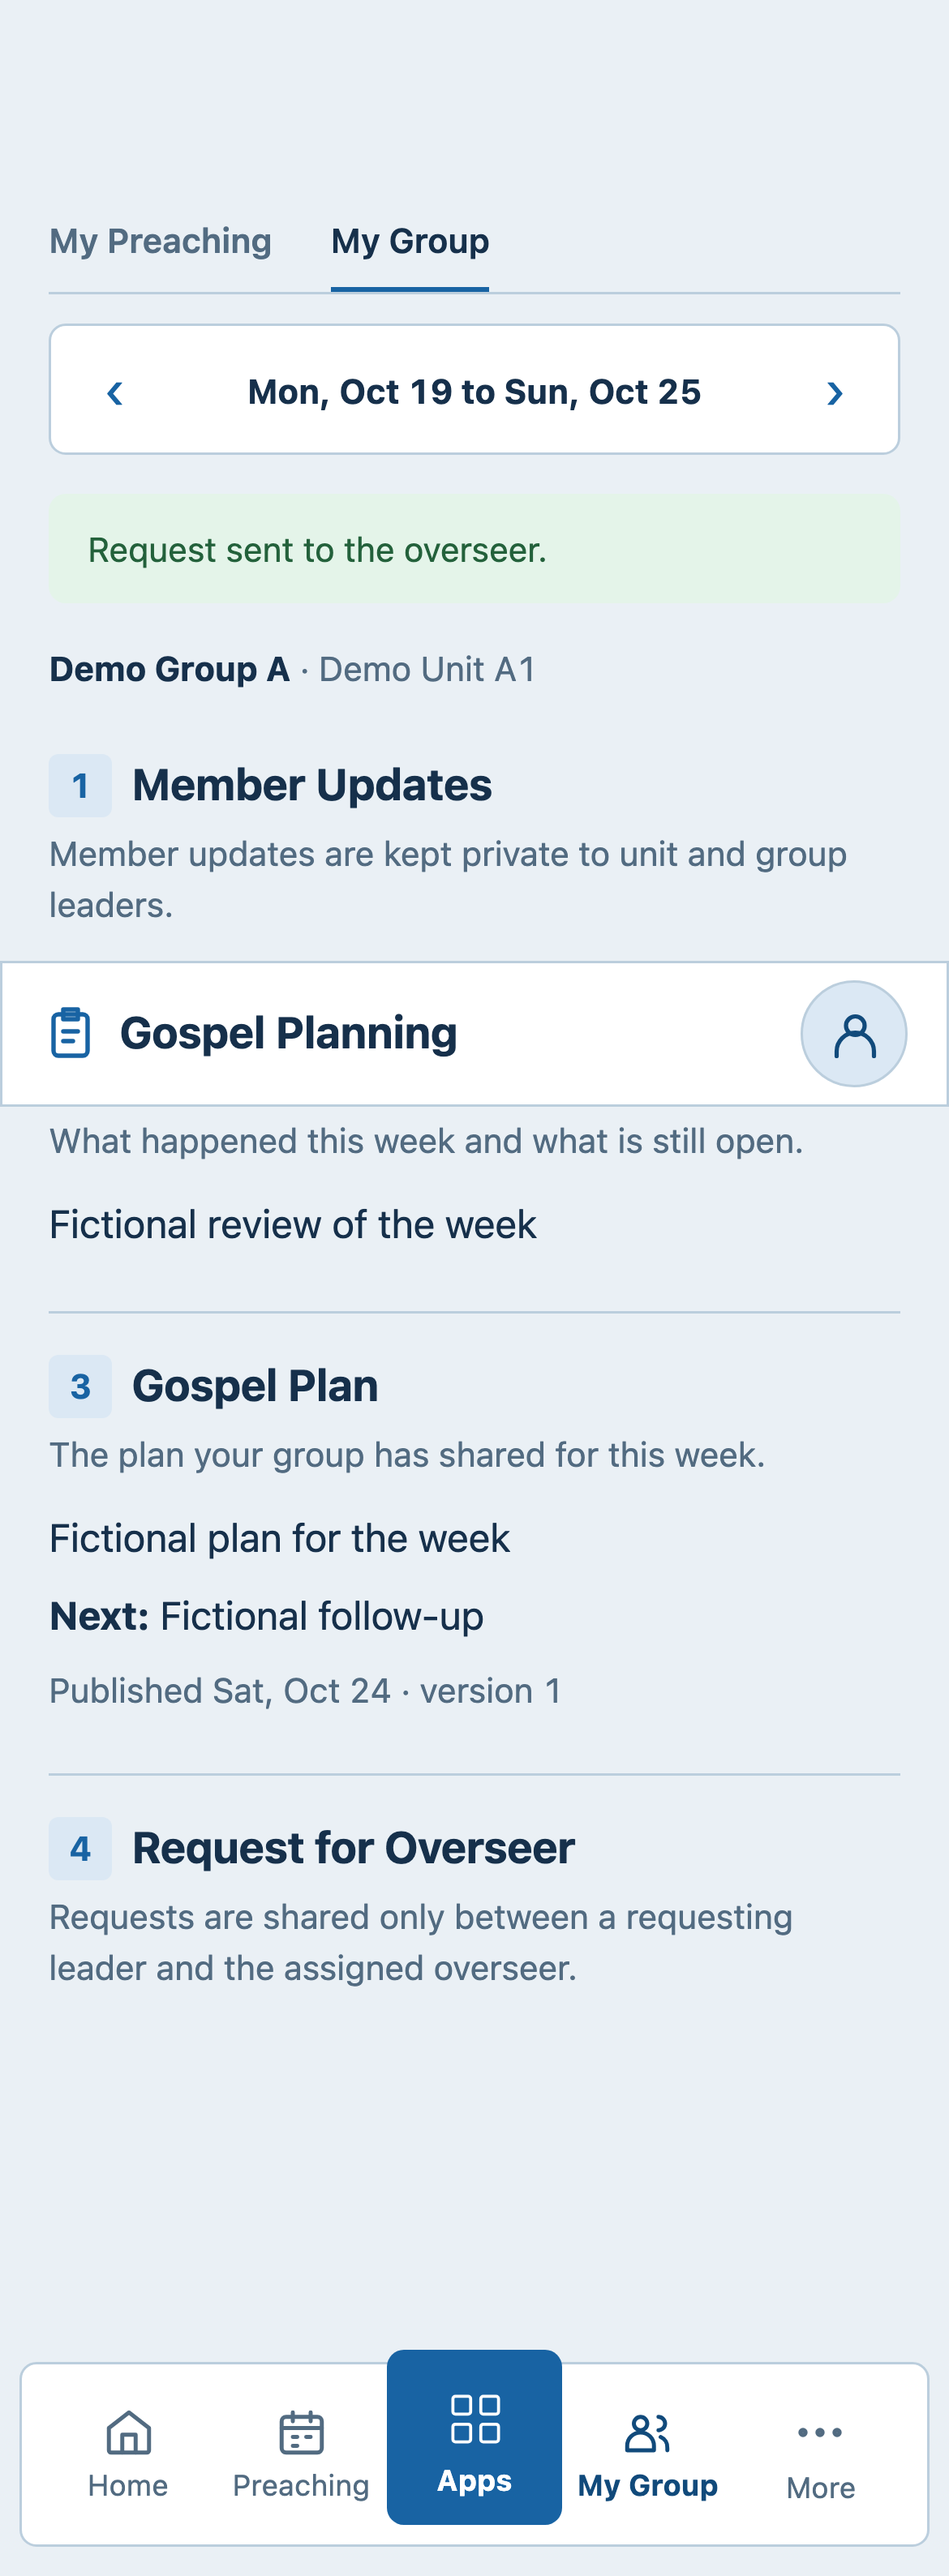 My Preaching My Group
‹ Mon, Oct 19 to Sun, Oct 25 ›
Request sent to the overseer.
Demo Group A · Demo Unit A1
1 Member Updates
Member updates are kept private to unit and group
leaders.
Gospel Planning
What happened this week and what is still open.
Fictional review of the week
3 Gospel Plan
The plan your group has shared for this week.
Fictional plan for the week
Next: Fictional follow-up
Published Sat, Oct 24 · version 1
4 Request for Overseer
Requests are shared only between a requesting
leader and the assigned overseer.
Home Preaching Apps My Group More